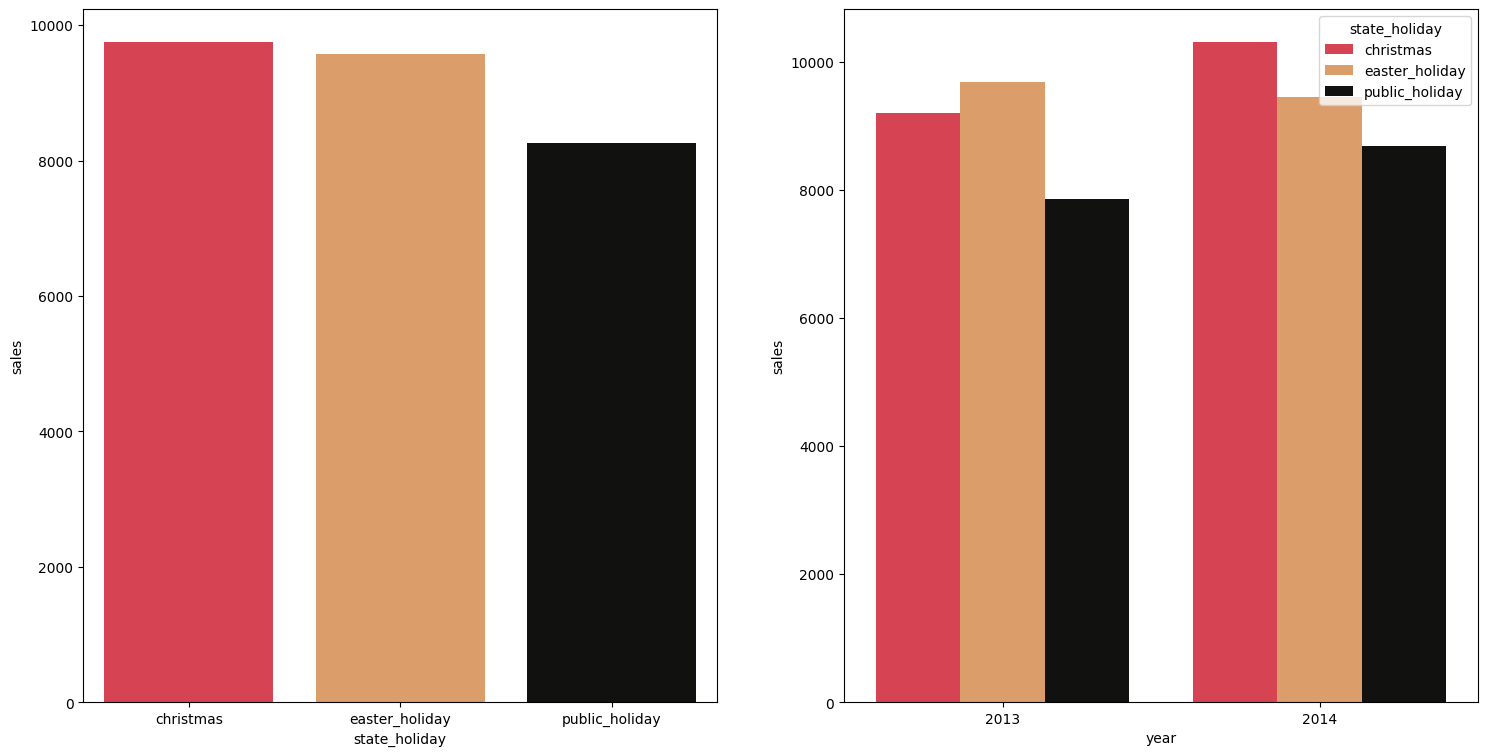 10000
8000
6000
4000
2000
0
sales
christmas
easter_holiday
public_holiday
state_holiday
10000
8000
6000
4000
2000
0
sales
state_holiday
christmas
easter_holiday
public_holiday
2013
2014
year